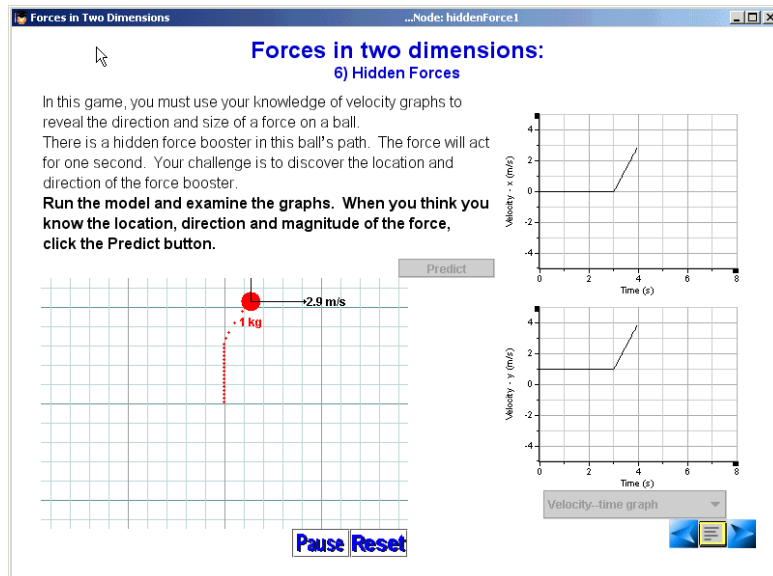 Forces in Two Dimensions ...Node: hiddenForce1
Forces in two dimensions:
6) Hidden Forces
In this game, you must use your knowledge of velocity graphs to
reveal the direction and size of a force on a ball.
There is a hidden force booster in this ball's path. The force will act
for one second. Your challenge is to discover the location and
direction of the force booster.
Run the model and examine the graphs. When you think you
know the location, direction and magnitude of the force,
click the Predict button.
Predict
2.9 m/s
1 kg
Pause Reset
Velocity - x (m/s)
4
2
0
-2
-4
0 2 4 6 8
Time (s)
Velocity - y (m/s)
4
2
0
-2
-4
0 2 4 6 8
Time (s)
Velocity--time graph